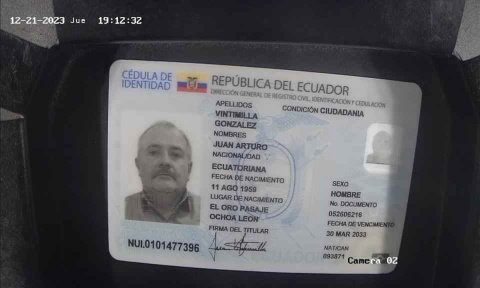 12-21-2023 Jue 19:12:32
CÉDULA DE IDENTIDAD
REPÚBLICA DEL ECUADOR
DIRECCIÓN GENERAL DE REGISTRO CIVIL, IDENTIFICACIÓN Y CEDULACIÓN
APELLIDOS
CONDICIÓN CIUDADANÍA
VINTIMILLA
GONZALEZ
NOMBRES
JUAN ARTURO
NACIONALIDAD
ECUATORIANA
FECHA DE NACIMIENTO
11 AGO 1959
LUGAR DE NACIMIENTO
EL ORO PASAJE
OCHOA LEON
FIRMA DEL TITULAR
SEXO
HOMBRE
No. DOCUMENTO
052606216
FECHA DE VENCIMIENTO
30 MAR 2033
NAT/CAN
093871
NUI.0101477396
Camera 02